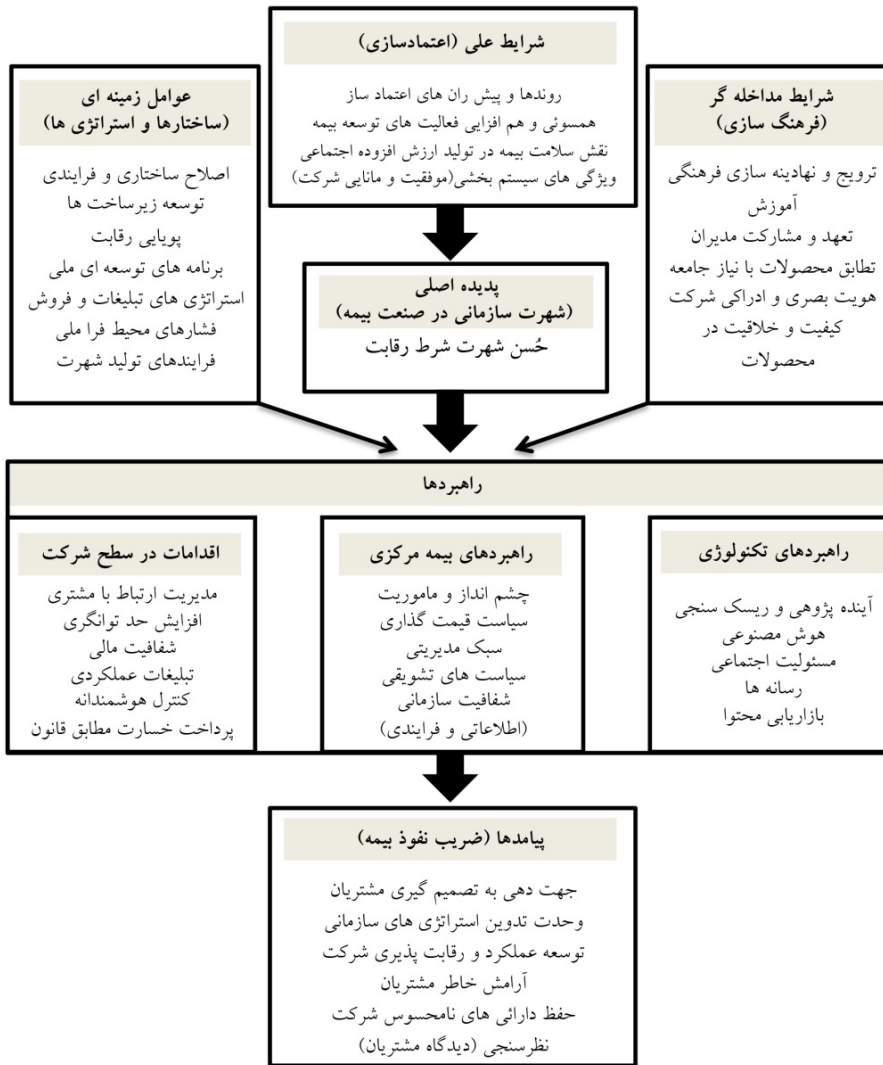 شرایط علی (اعتمادسازی)
روندها و پیش ران های اعتماد ساز
همسوئی و هم افزایی فعالیت های توسعه بیمه
نقش سلامت بیمه در تولید ارزش افزوده اجتماعی
ویژگی های سیستم بخشی(موفقیت و مانایی شرکت)
شرایط مداخله گر
(فرهنگ سازی)
ترویج و نهادینه سازی فرهنگی
آموزش
تعهد و مشارکت مدیران
تطابق محصولات با نیاز جامعه
هویت بصری و ادراکی شرکت
کیفیت و خلاقیت در
محصولات
عوامل زمینه ای
(ساختارها و استراتژی ها)
اصلاح ساختاری و فرایندی
توسعه زیرساخت ها
پویایی رقابت
برنامه های توسعه ای ملی
استراتژی های تبلیغات و فروش
فشارهای محیط فرا ملی
فرایندهای تولید شهرت
پدیده اصلی
(شهرت سازمانی در صنعت بیمه)
حُسن شهرت شرط رقابت
راهبردها
راهبردهای تکنولوژی
آینده پژوهی و ریسک سنجی
هوش مصنوعی
مسئولیت اجتماعی
رسانه ها
بازاریابی محتوا
راهبردهای بیمه مرکزی
چشم انداز و ماموریت
سیاست قیمت گذاری
سبک مدیریتی
سیاست های تشویقی
شفافیت سازمانی
(اطلاعاتی و فرایندی)
اقدامات در سطح شرکت
مدیریت ارتباط با مشتری
افزایش حد توانگری
شفافیت مالی
تبلیغات عملکردی
کنترل هوشمندانه
پرداخت خسارت مطابق قانون
پیامدها (ضریب نفوذ بیمه)
جهت دهی به تصمیم گیری مشتریان
وحدت تدوین استراتژی های سازمانی
توسعه عملکرد و رقابت پذیری شرکت
آرامش خاطر مشتریان
حفظ دارائی های نامحسوس شرکت
نظرسنجی (دیدگاه مشتریان)